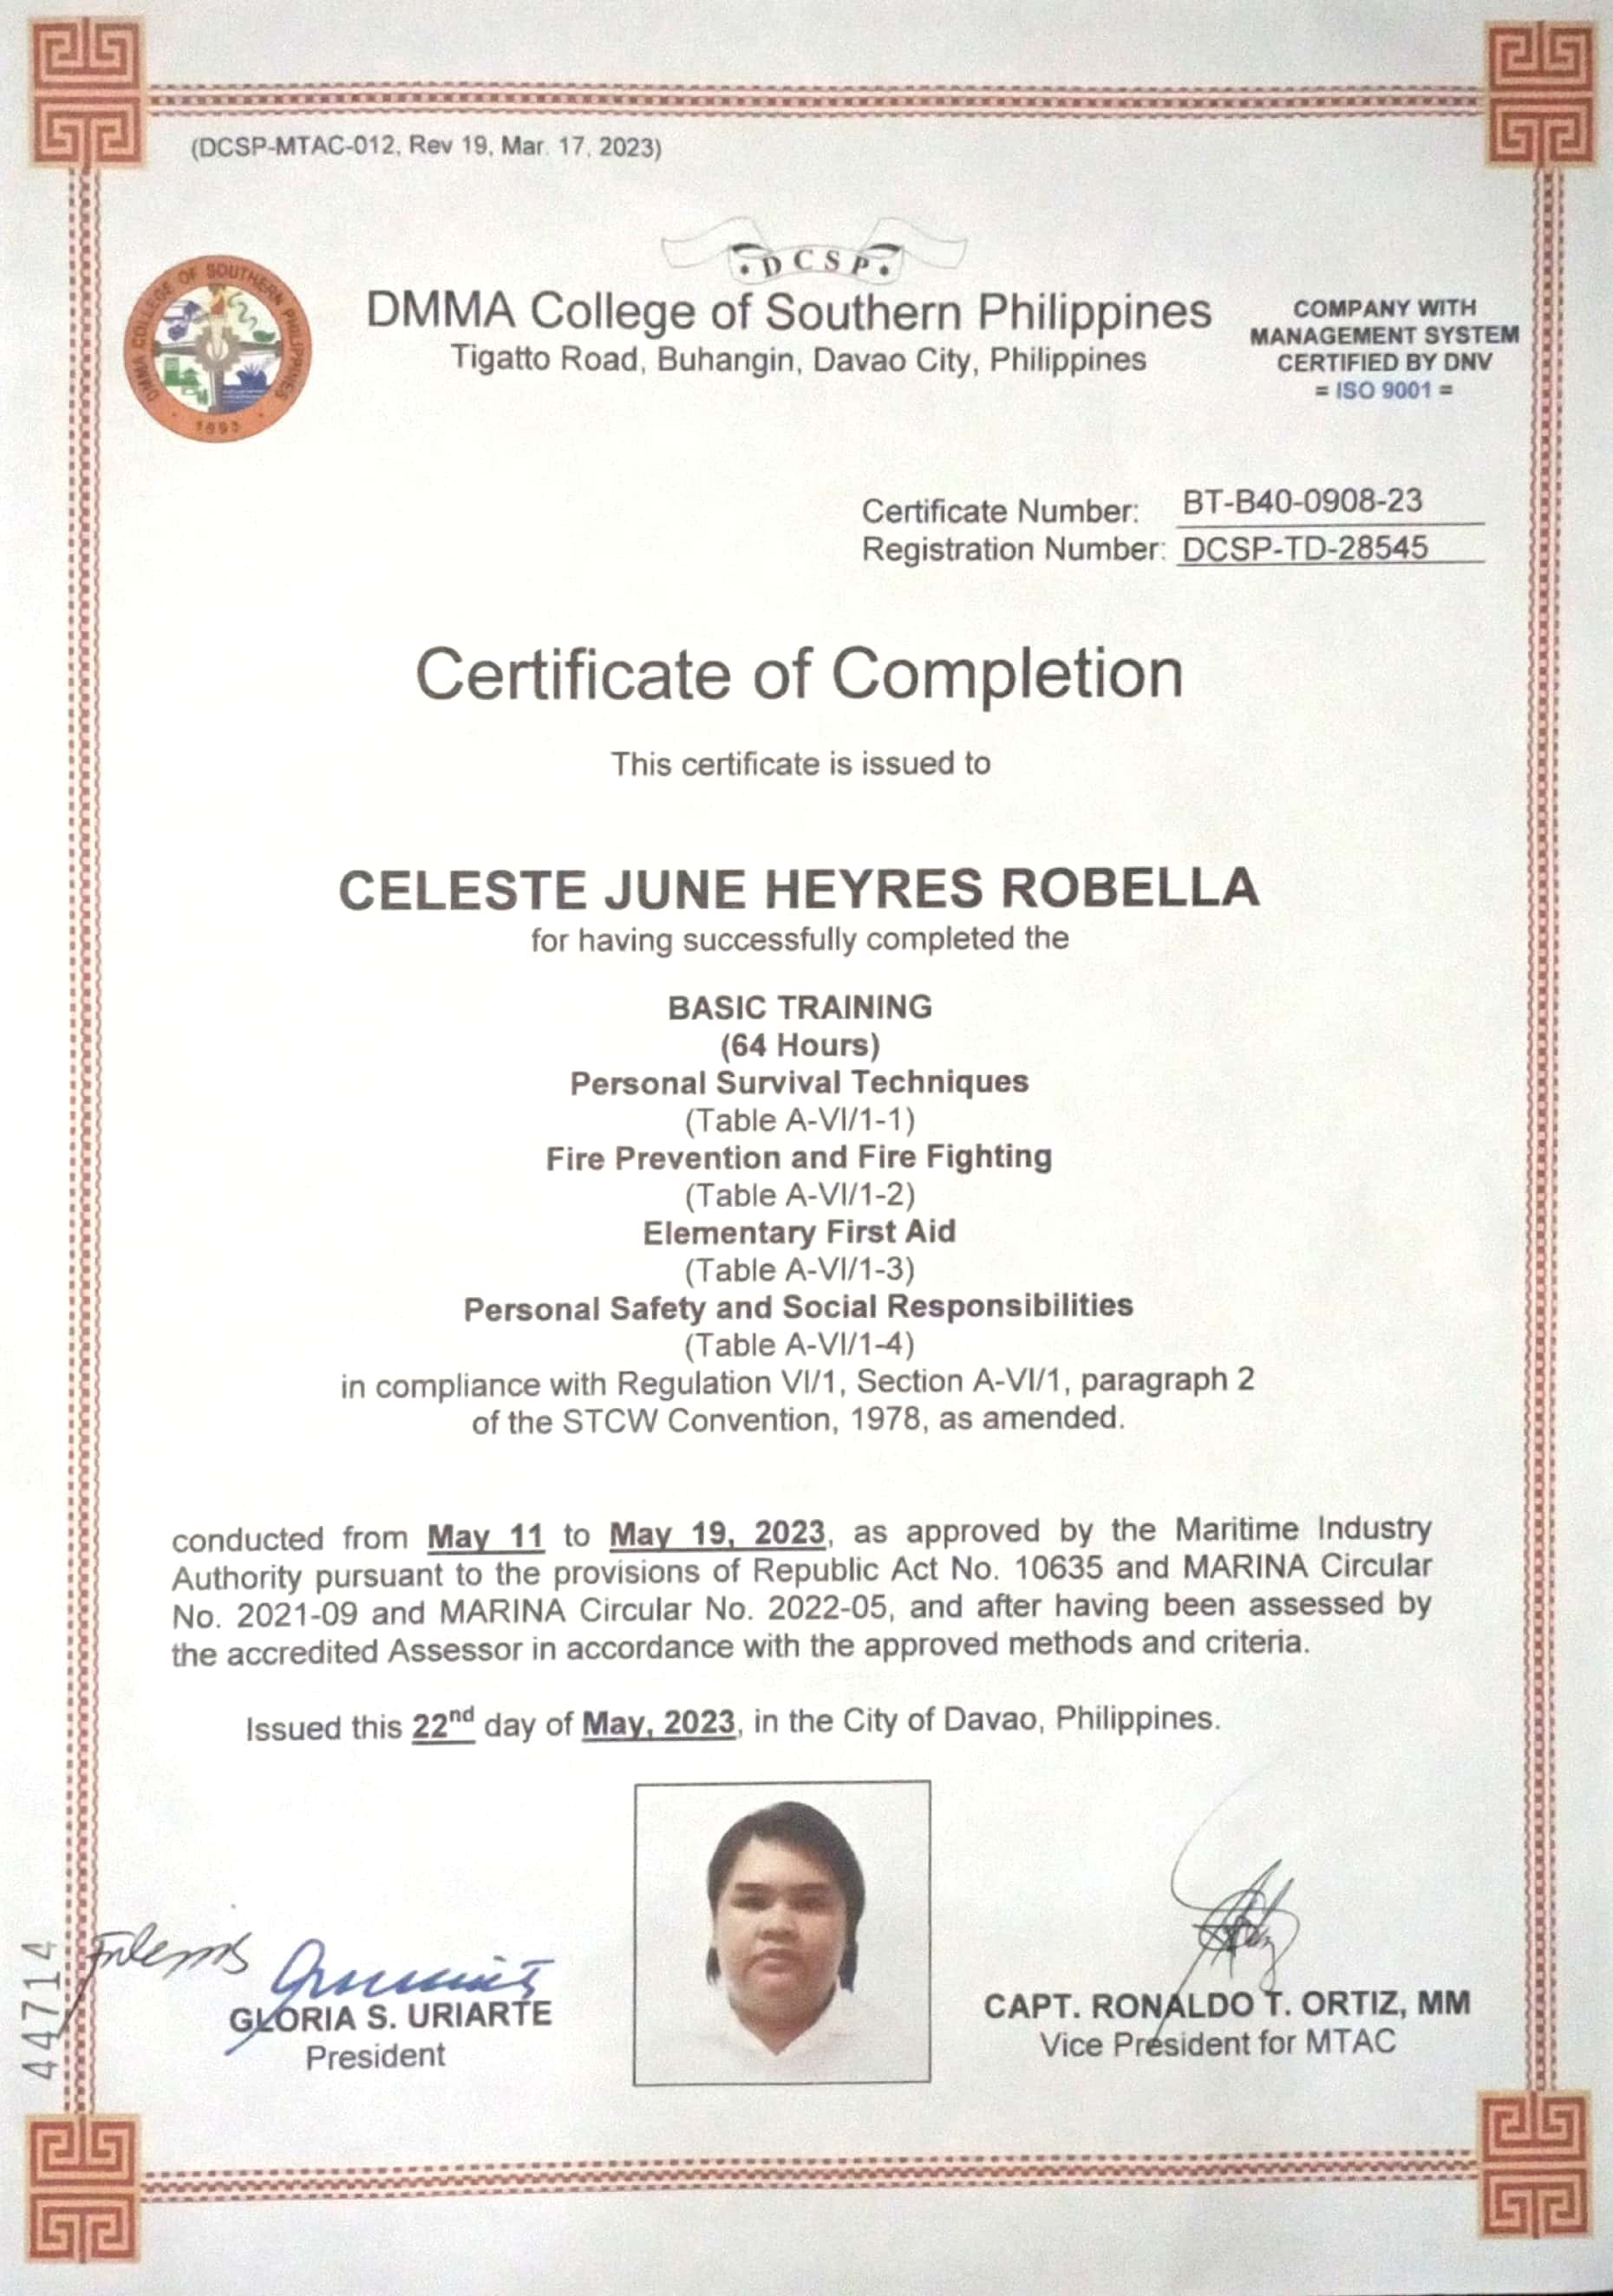 (DCSP-MTAC-012, Rev 19, Mar. 17, 2023)
DCSP
DMMA COLLEGE OF SOUTHERN PHILIPPINES
DMMA College of Southern Philippines
Tigatto Road, Buhangin, Davao City, Philippines
COMPANY WITH
MANAGEMENT SYSTEM
CERTIFIED BY DNV
= ISO 9001 =
Certificate Number: BT-B40-0908-23
Registration Number: DCSP-TD-28545
Certificate of Completion
This certificate is issued to
CELESTE JUNE HEYRES ROBELLA
for having successfully completed the
BASIC TRAINING
(64 Hours)
Personal Survival Techniques
(Table A-VI/1-1)
Fire Prevention and Fire Fighting
(Table A-VI/1-2)
Elementary First Aid
(Table A-VI/1-3)
Personal Safety and Social Responsibilities
(Table A-VI/1-4)
in compliance with Regulation VI/1, Section A-VI/1, paragraph 2
of the STCW Convention, 1978, as amended.
conducted from May 11 to May 19, 2023, as approved by the Maritime Industry
Authority pursuant to the provisions of Republic Act No. 10635 and MARINA Circular
No. 2021-09 and MARINA Circular No. 2022-05, and after having been assessed by
the accredited Assessor in accordance with the approved methods and criteria.
Issued this 22nd day of May, 2023, in the City of Davao, Philippines.
44714
GLORIA S. URIARTE
President
CAPT. RONALDO T. ORTIZ, MM
Vice President for MTAC